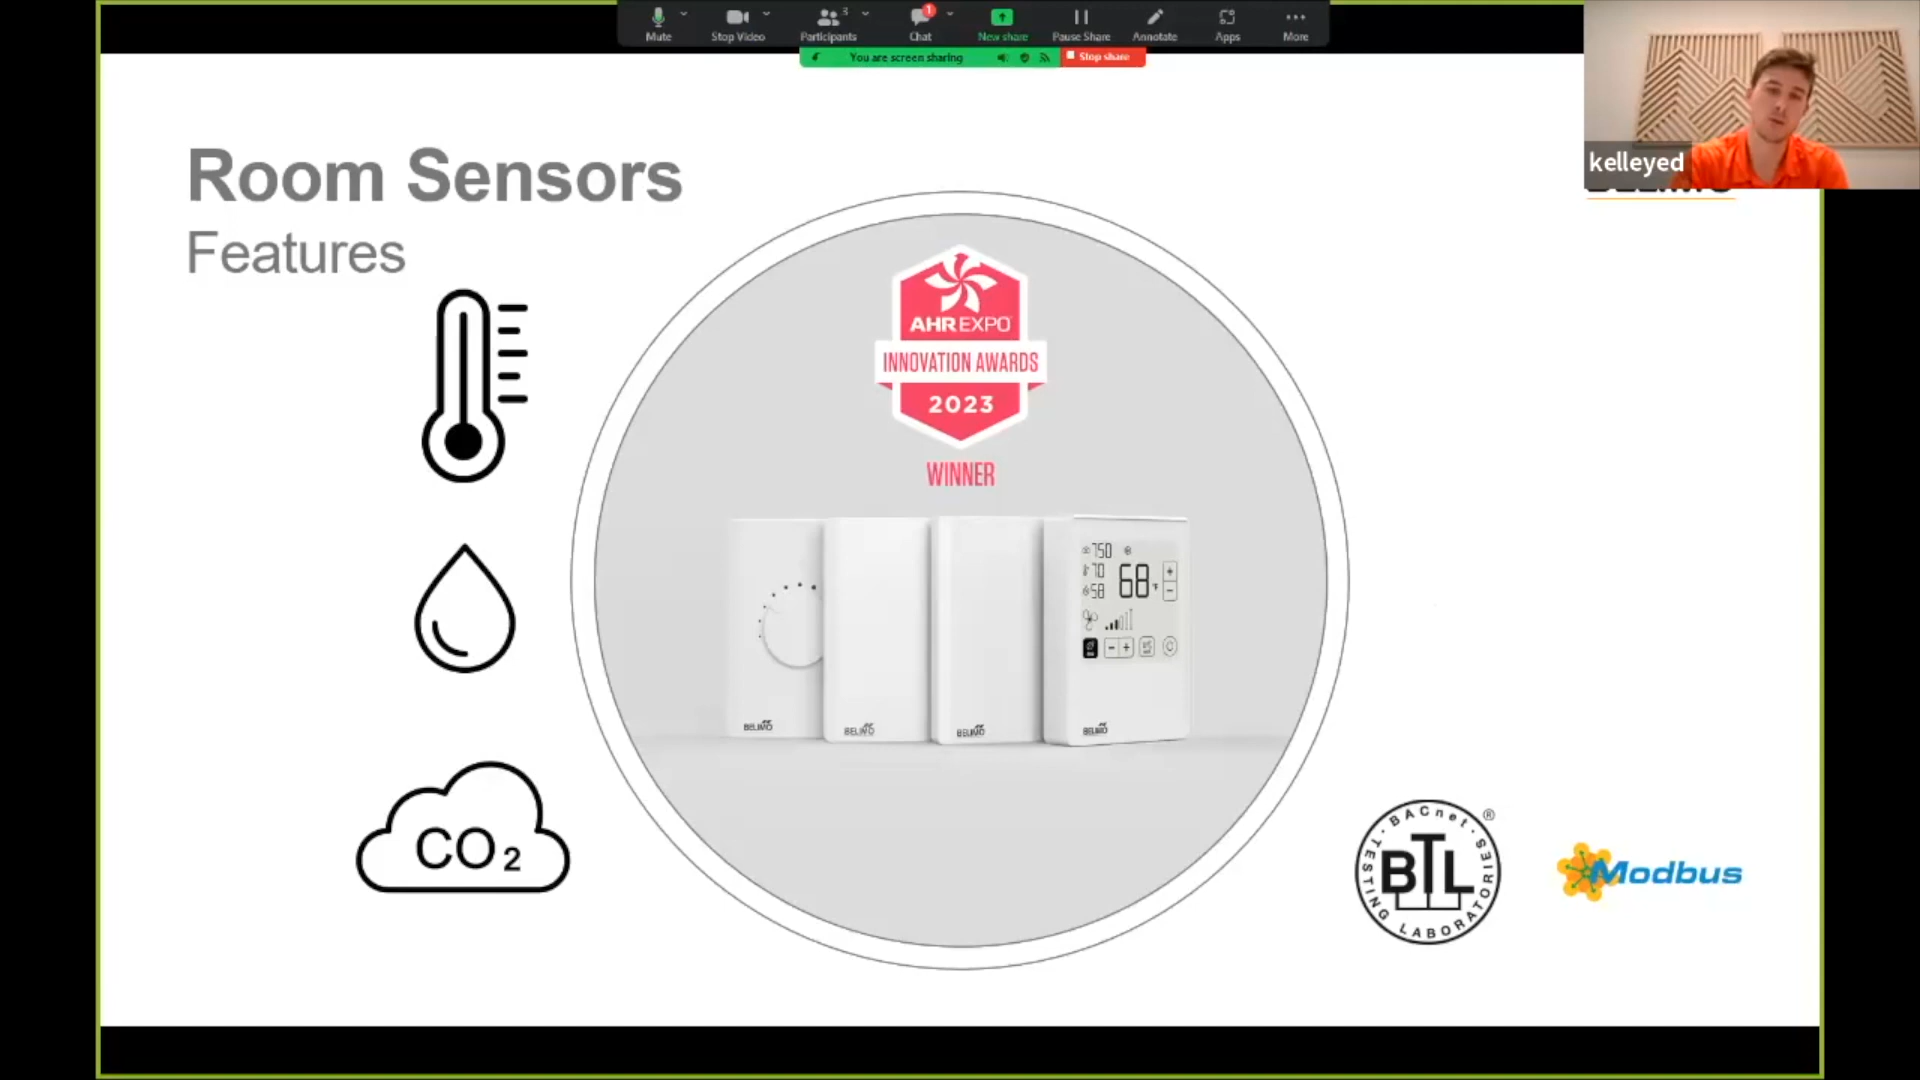 Mute
Stop Video
Participants
3
Chat
1
New share
Pause Share
Annotate
Apps
More
You are screen sharing
Stop share
kelleyed
Room Sensors
Features
AHR EXPO
INNOVATION AWARDS
2023
WINNER
750
70
68 °F
58
BELIMO
BELIMO
BELIMO
BELIMO
CO2
BACnet ®
TESTING LABORATORIES
BTL
Modbus